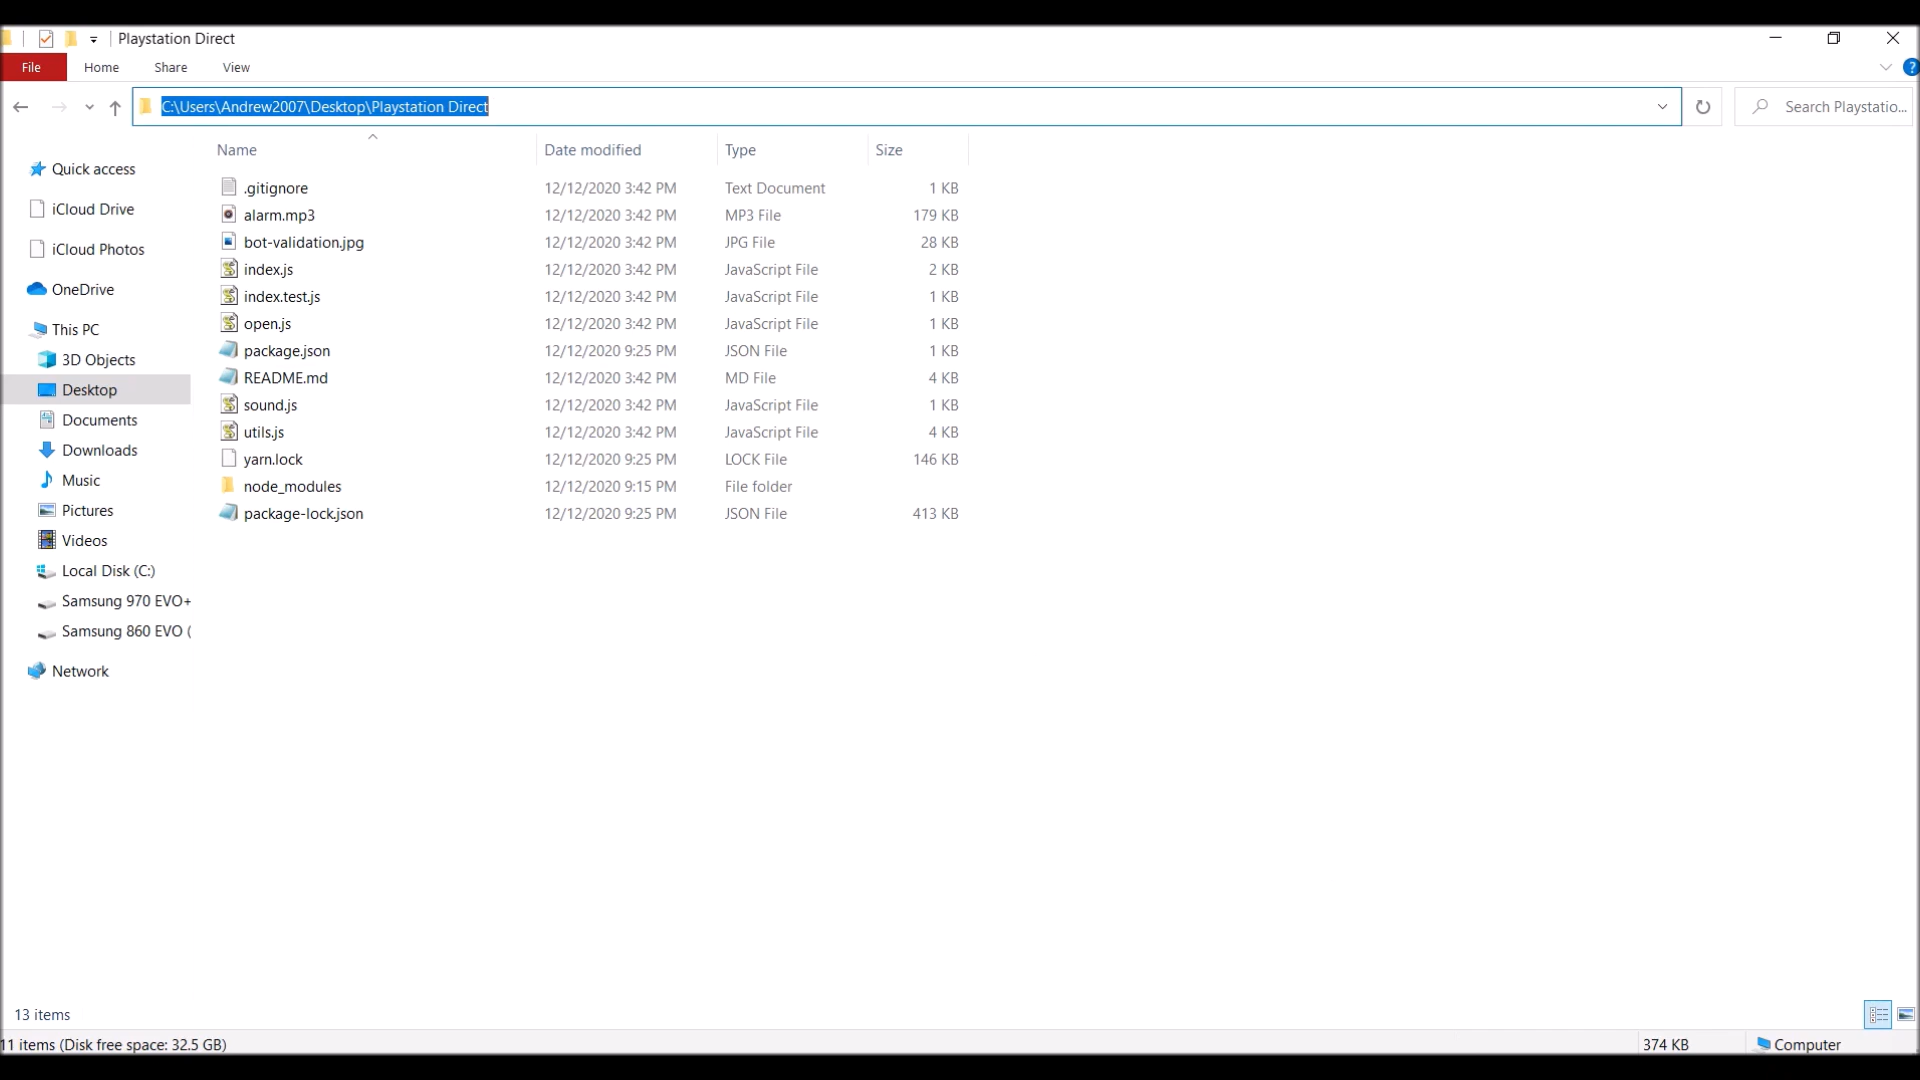 Playstation Direct
File Home Share View
C:\Users\Andrew2007\Desktop\Playstation Direct
Search Playstatio...
Name Date modified Type Size
Quick access
iCloud Drive
iCloud Photos
OneDrive
This PC
3D Objects
Desktop
Documents
Downloads
Music
Pictures
Videos
Local Disk (C:)
Samsung 970 EVO+
Samsung 860 EVO (
Network
.gitignore 12/12/2020 3:42 PM Text Document 1 KB
alarm.mp3 12/12/2020 3:42 PM MP3 File 179 KB
bot-validation.jpg 12/12/2020 3:42 PM JPG File 28 KB
index.js 12/12/2020 3:42 PM JavaScript File 2 KB
index.test.js 12/12/2020 3:42 PM JavaScript File 1 KB
open.js 12/12/2020 3:42 PM JavaScript File 1 KB
package.json 12/12/2020 9:25 PM JSON File 1 KB
README.md 12/12/2020 3:42 PM MD File 4 KB
sound.js 12/12/2020 3:42 PM JavaScript File 1 KB
utils.js 12/12/2020 3:42 PM JavaScript File 4 KB
yarn.lock 12/12/2020 9:25 PM LOCK File 146 KB
node_modules 12/12/2020 9:15 PM File folder
package-lock.json 12/12/2020 9:25 PM JSON File 413 KB
13 items
11 items (Disk free space: 32.5 GB) 374 KB Computer